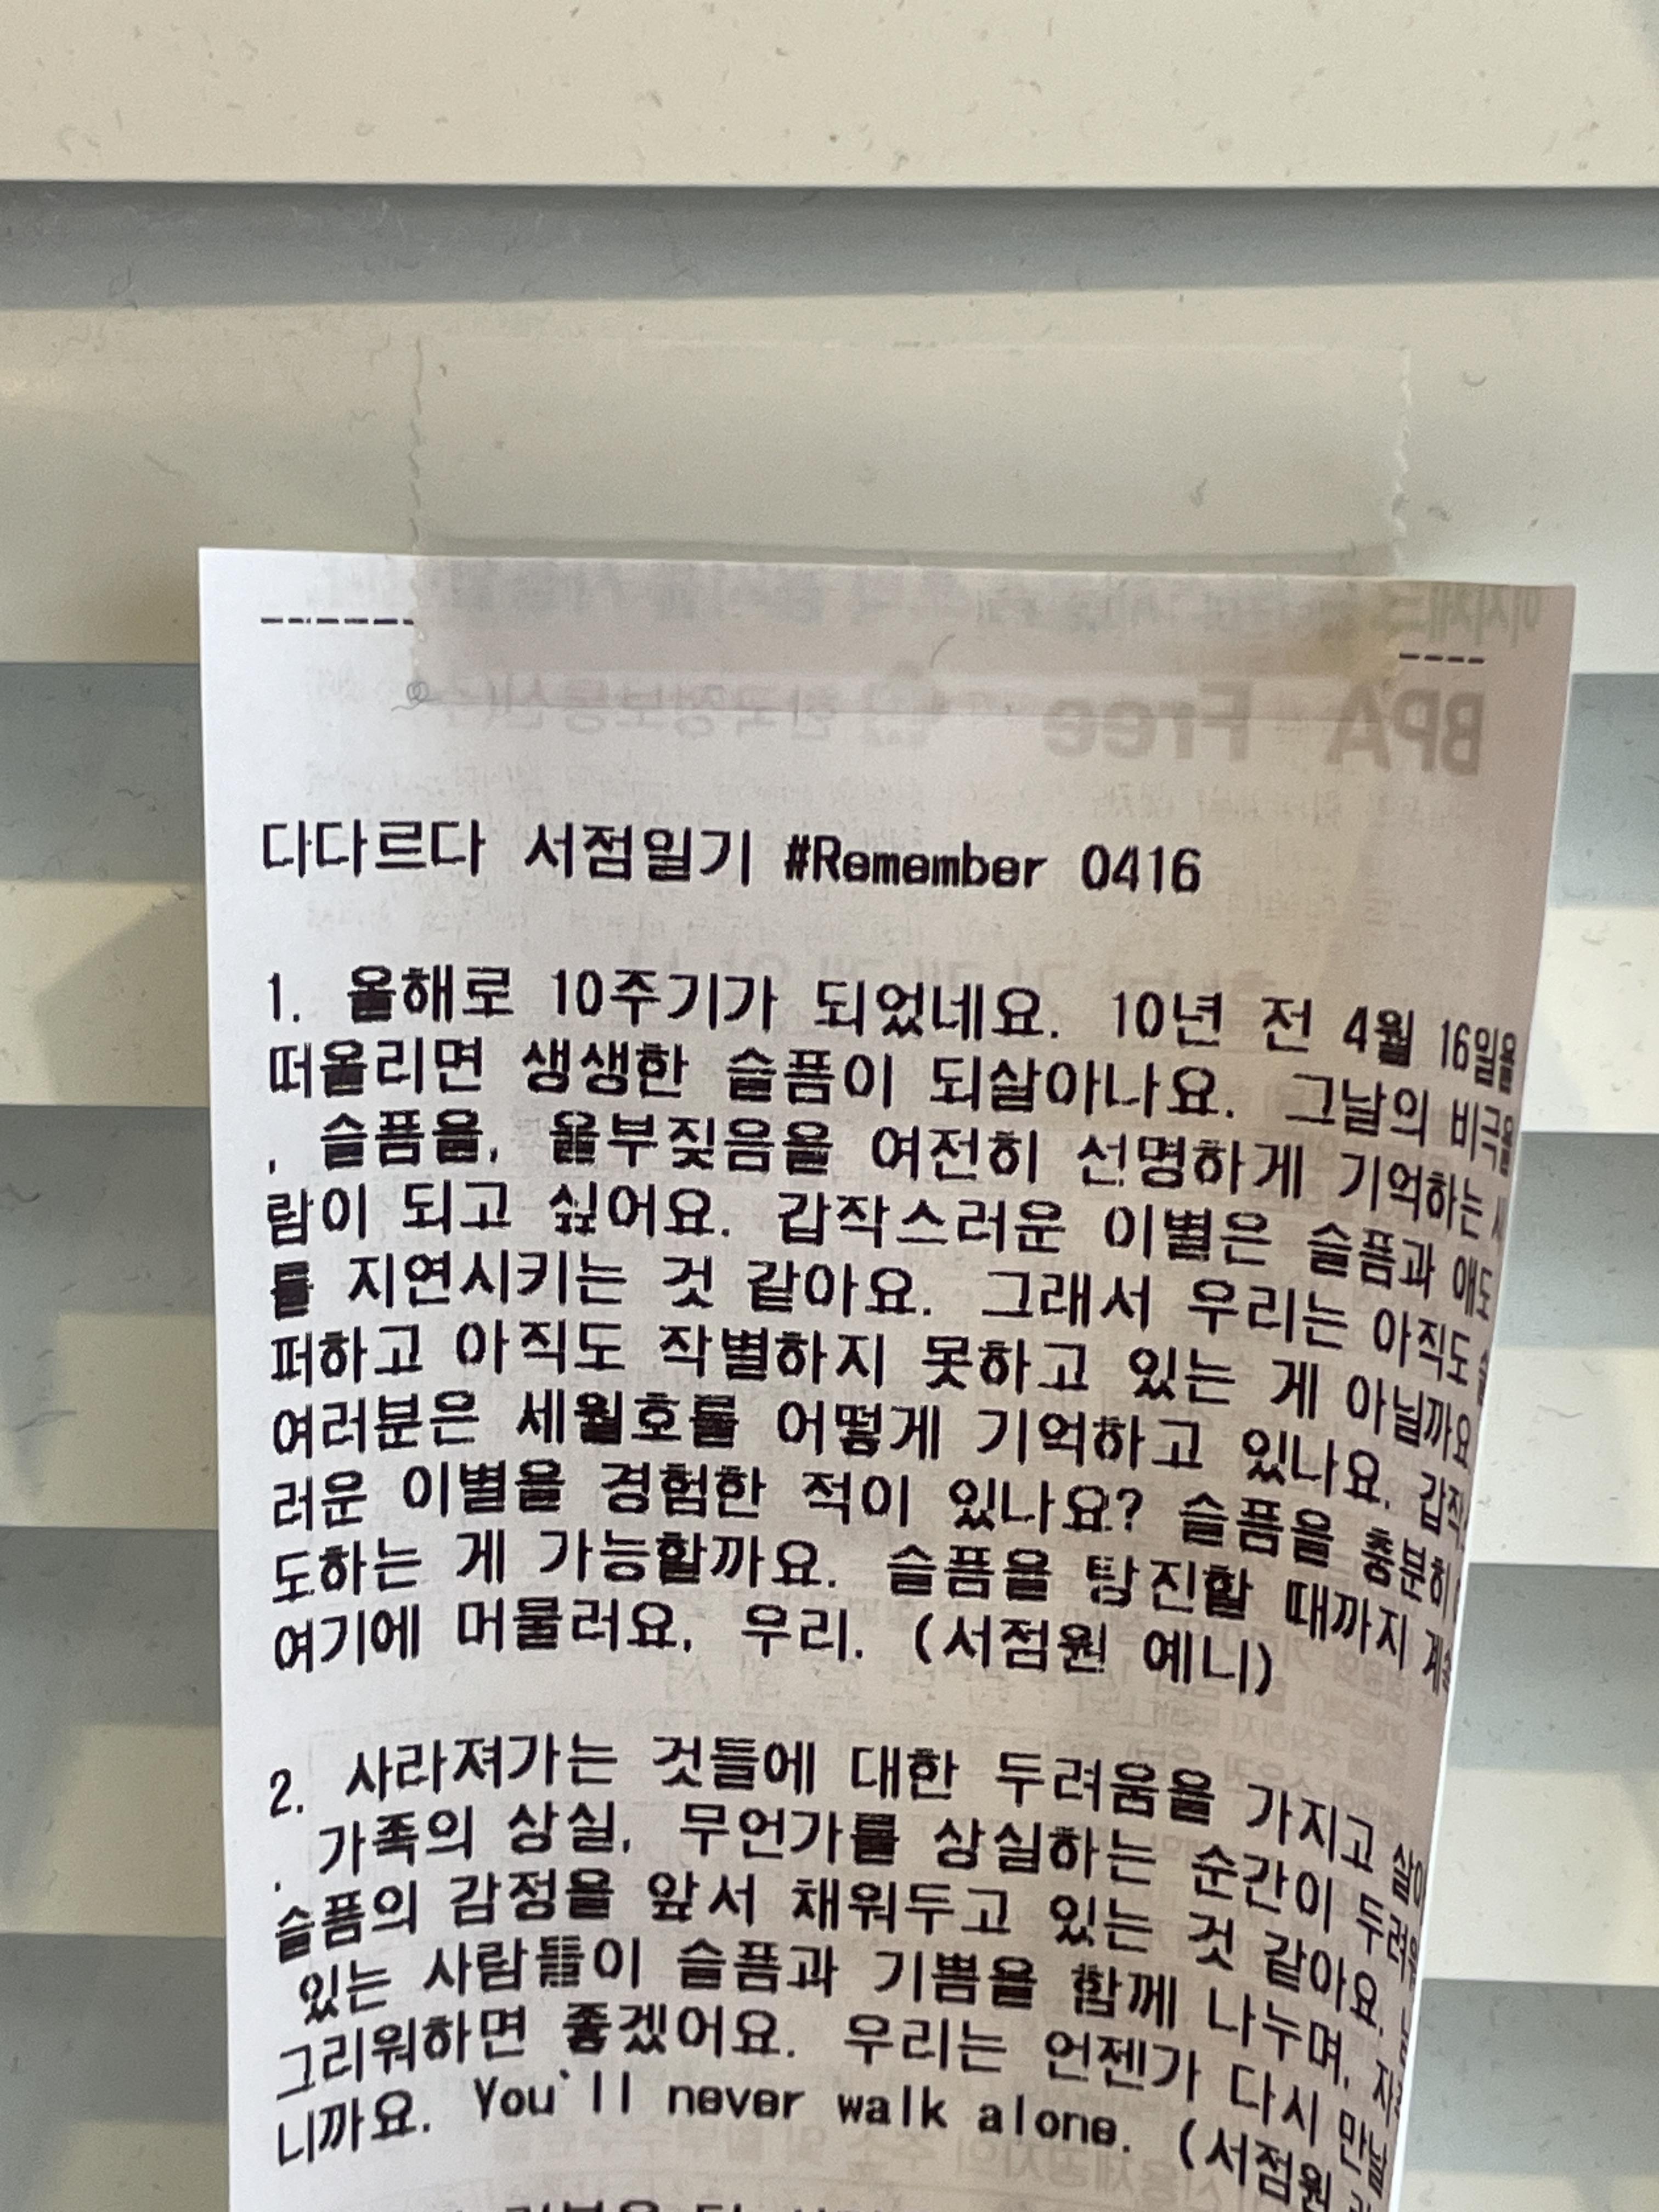 BPA Free
다다르다 서점일기 #Remember 0416
1. 올해로 10주기가 되었네요. 10년 전 4월 16일을
떠올리면 생생한 슬픔이 되살아나요. 그날의 비극을
, 슬픔을, 울부짖음을 여전히 선명하게 기억하는
람이 되고 싶어요. 갑작스러운 이별은 슬픔과 애도
를 지연시키는 것 같아요. 그래서 우리는 아직도
퍼하고 아직도 작별하지 못하고 있는 게 아닐까요
여러분은 세월호를 어떻게 기억하고 있나요. 갑작
러운 이별을 경험한 적이 있나요? 슬픔을 충분히
도하는 게 가능할까요. 슬픔을 탕진할 때까지 계속
여기에 머물러요, 우리. (서점원 예니)
2. 사라져가는 것들에 대한 두려움을 가지고
. 가족의 상실, 무언가를 상실하는 순간이 두려
슬픔의 감정을 앞서 채워두고 있는 것 같아요.
있는 사람들이 슬픔과 기쁨을 함께 나누며,
그리워하면 좋겠어요. 우리는 언젠가 다시 만날
니까요. You`ll never walk alone. (서점원